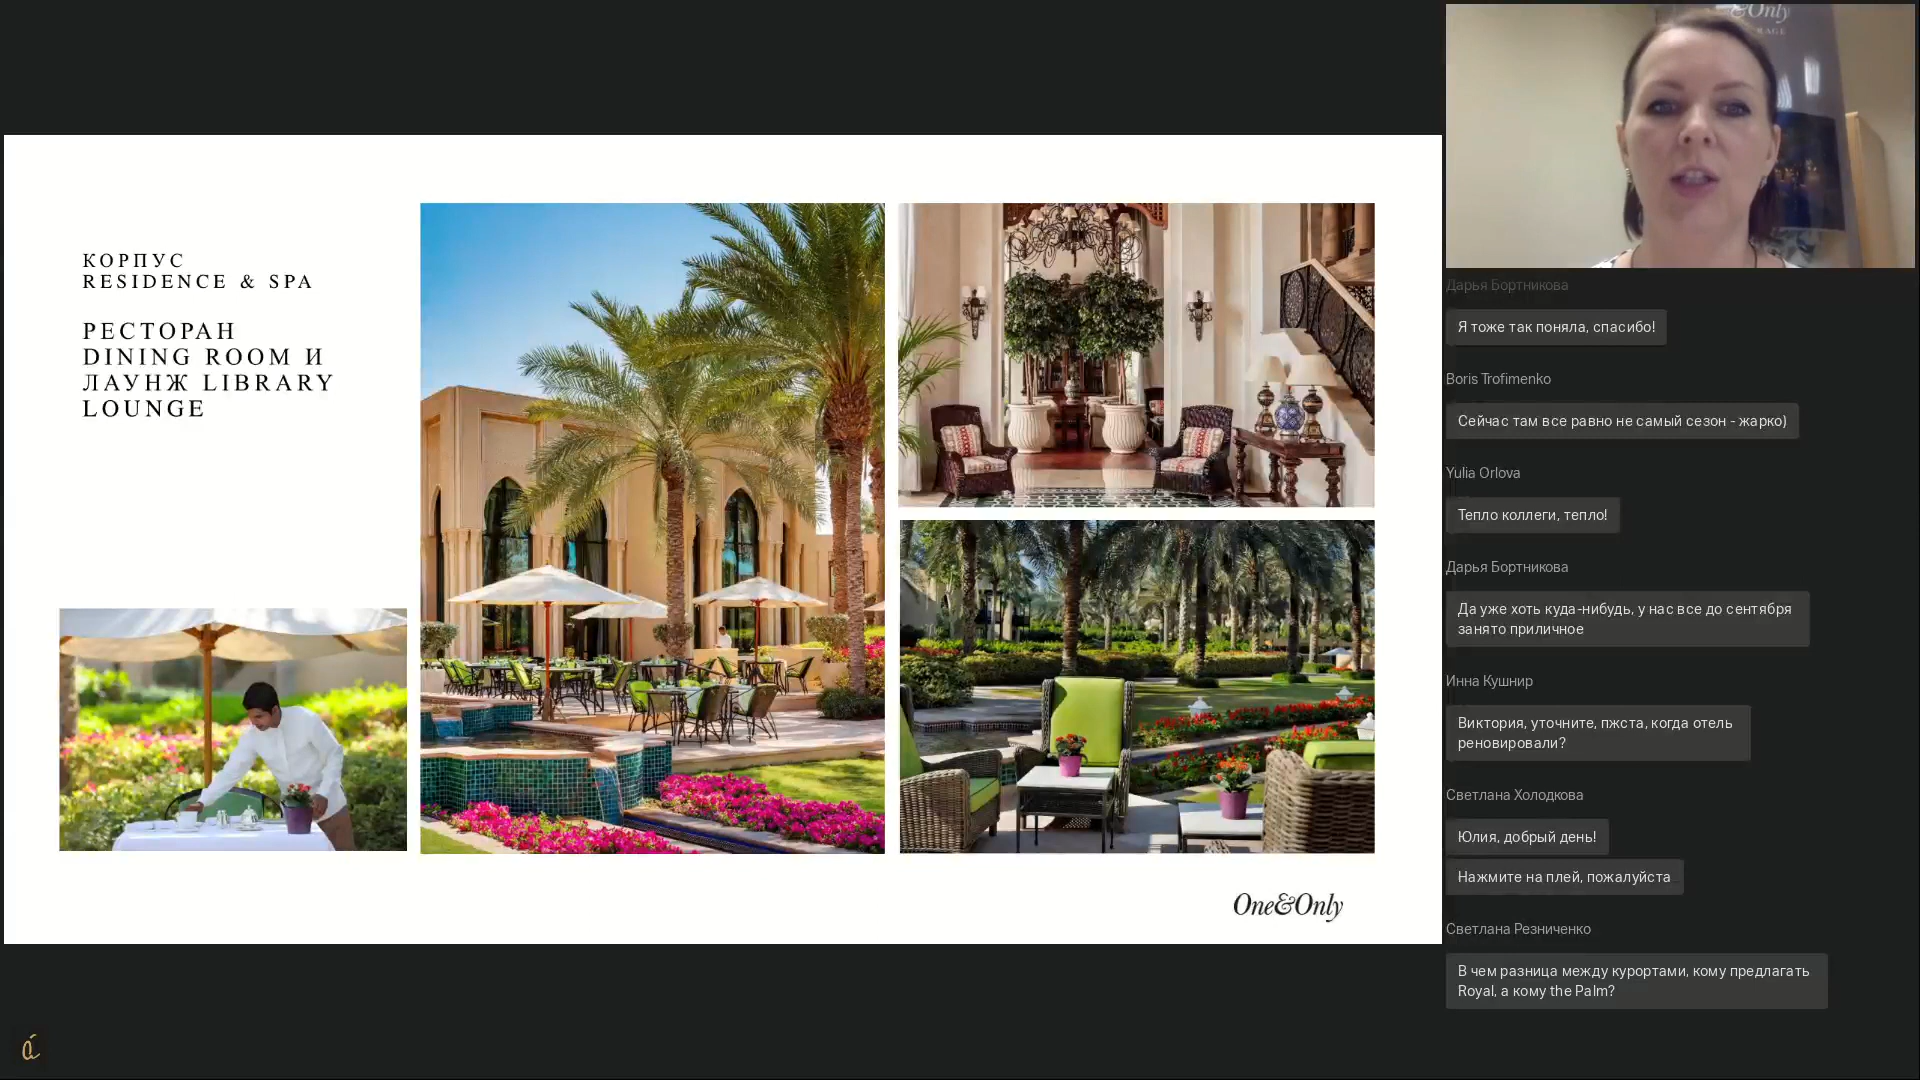 КОРПУС
RESIDENCE & SPA
РЕСТОРАН
DINING ROOM И
ЛАУНЖ LIBRARY
LOUNGE
One&Only
á
&Only
Дарья Бортникова
Я тоже так поняла, спасибо!
Boris Trofimenko
Сейчас там все равно не самый сезон - жарко)
Yulia Orlova
Тепло коллеги, тепло!
Дарья Бортникова
Да уже хоть куда-нибудь, у нас все до сентября
занято приличное
Инна Кушнир
Виктория, уточните, пжста, когда отель
реновировали?
Светлана Холодкова
Юлия, добрый день!
Нажмите на плей, пожалуйста
Светлана Резниченко
В чем разница между курортами, кому предлагать
Royal, а кому the Palm?